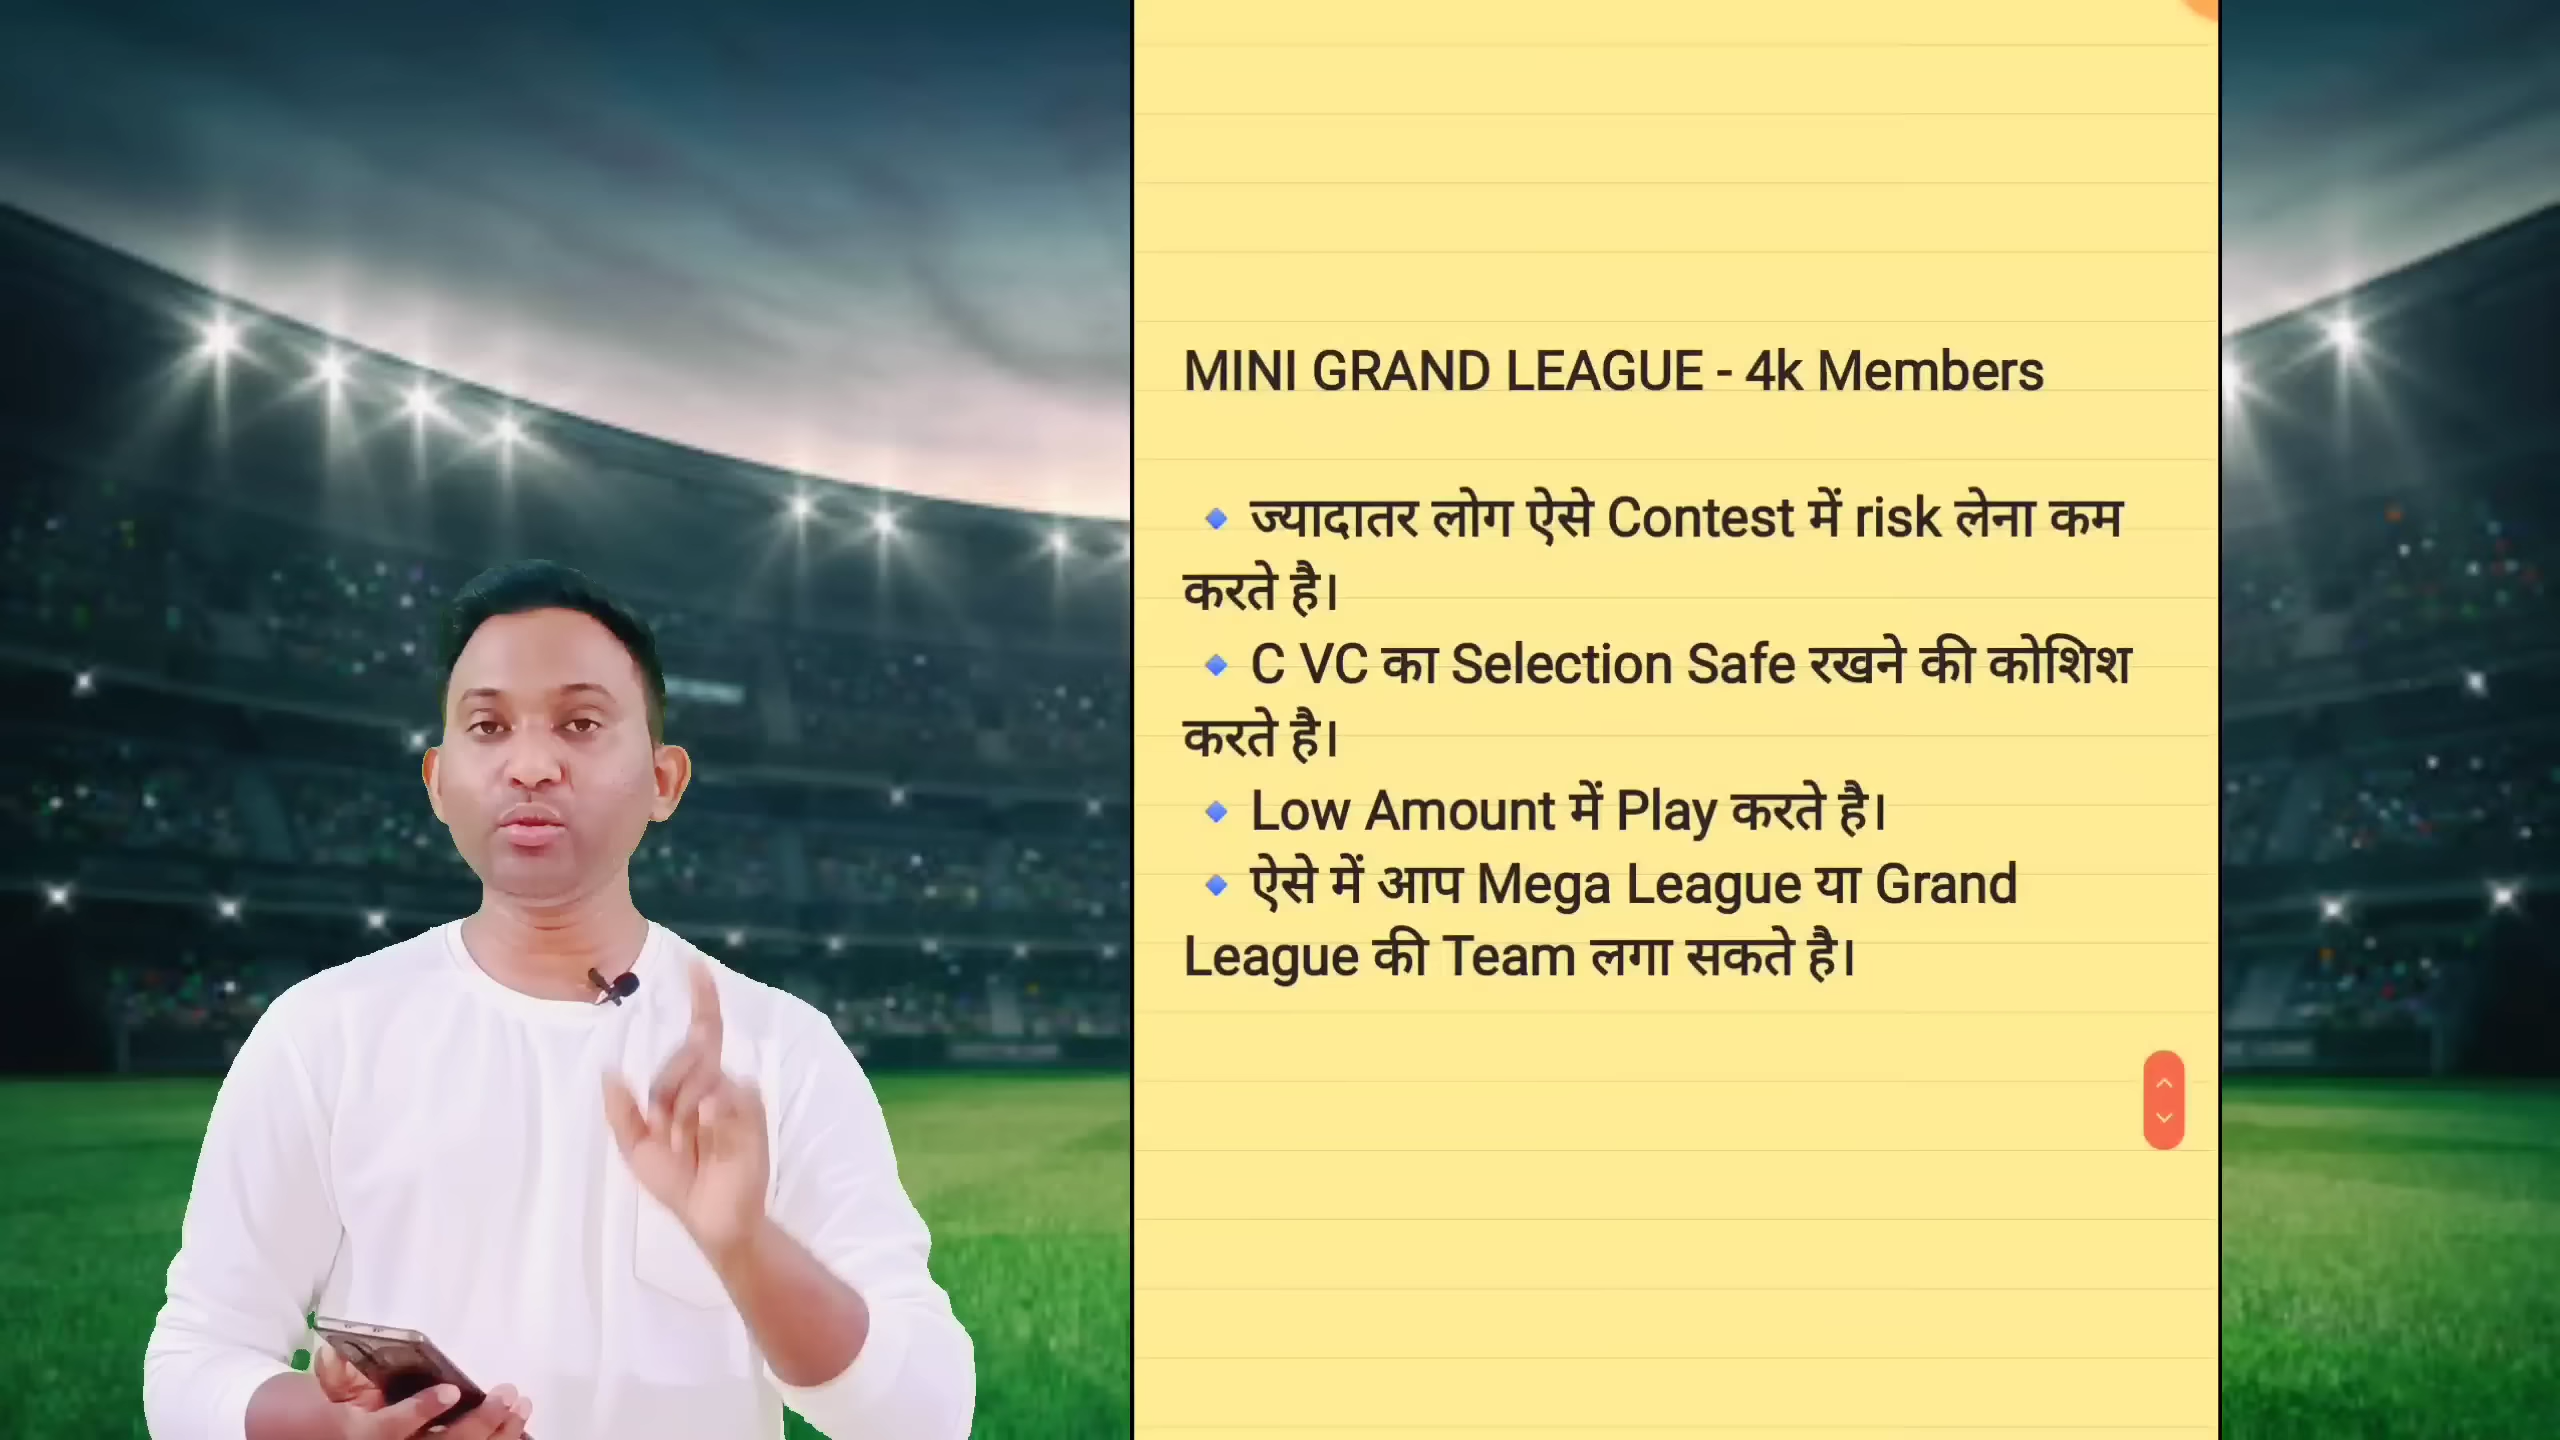 MINI GRAND LEAGUE - 4k Members
🔹 ज्यादातर लोग ऐसे Contest में risk लेना कम
करते है।
🔹 C VC का Selection Safe रखने की कोशिश
करते है।
🔹 Low Amount में Play करते है।
🔹 ऐसे में आप Mega League या Grand
League की Team लगा सकते है।